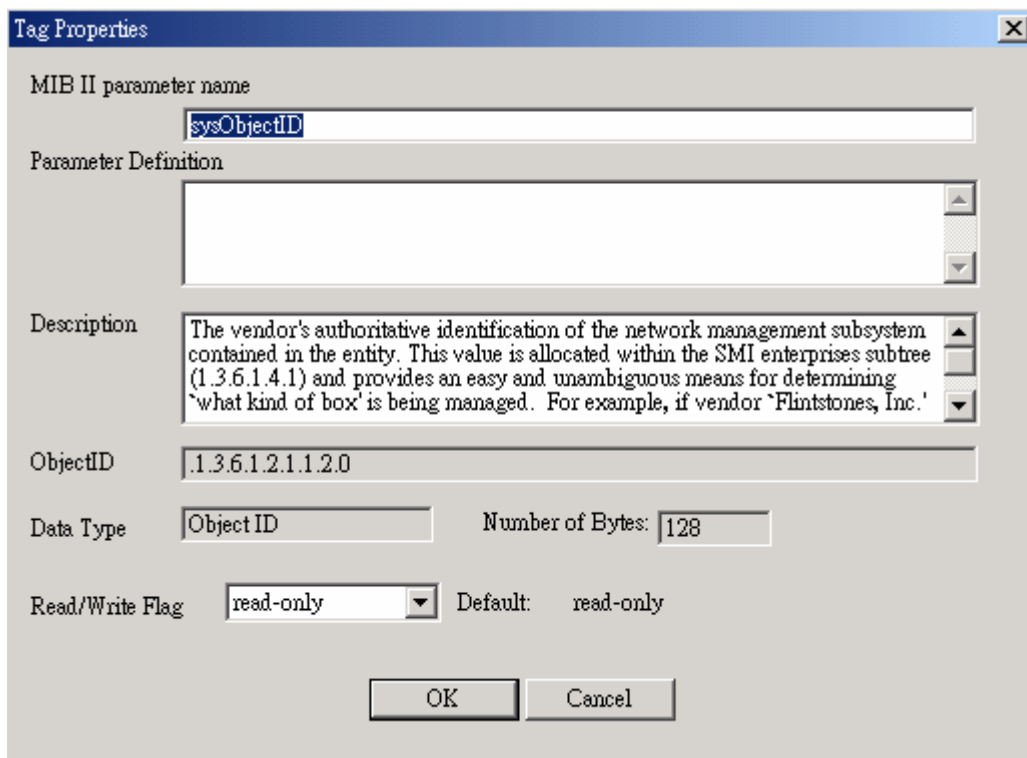 Tag Properties
MIB II parameter name
sysObjectID
Parameter Definition
Description
The vendor's authoritative identification of the network management subsystem
contained in the entity. This value is allocated within the SMI enterprises subtree
(1.3.6.1.4.1) and provides an easy and unambiguous means for determining
`what kind of box' is being managed.  For example, if vendor `Flintstones, Inc.'
ObjectID
.1.3.6.1.2.1.1.2.0
Data Type
Object ID
Number of Bytes:
128
Read/Write Flag
read-only
Default:
read-only
OK
Cancel